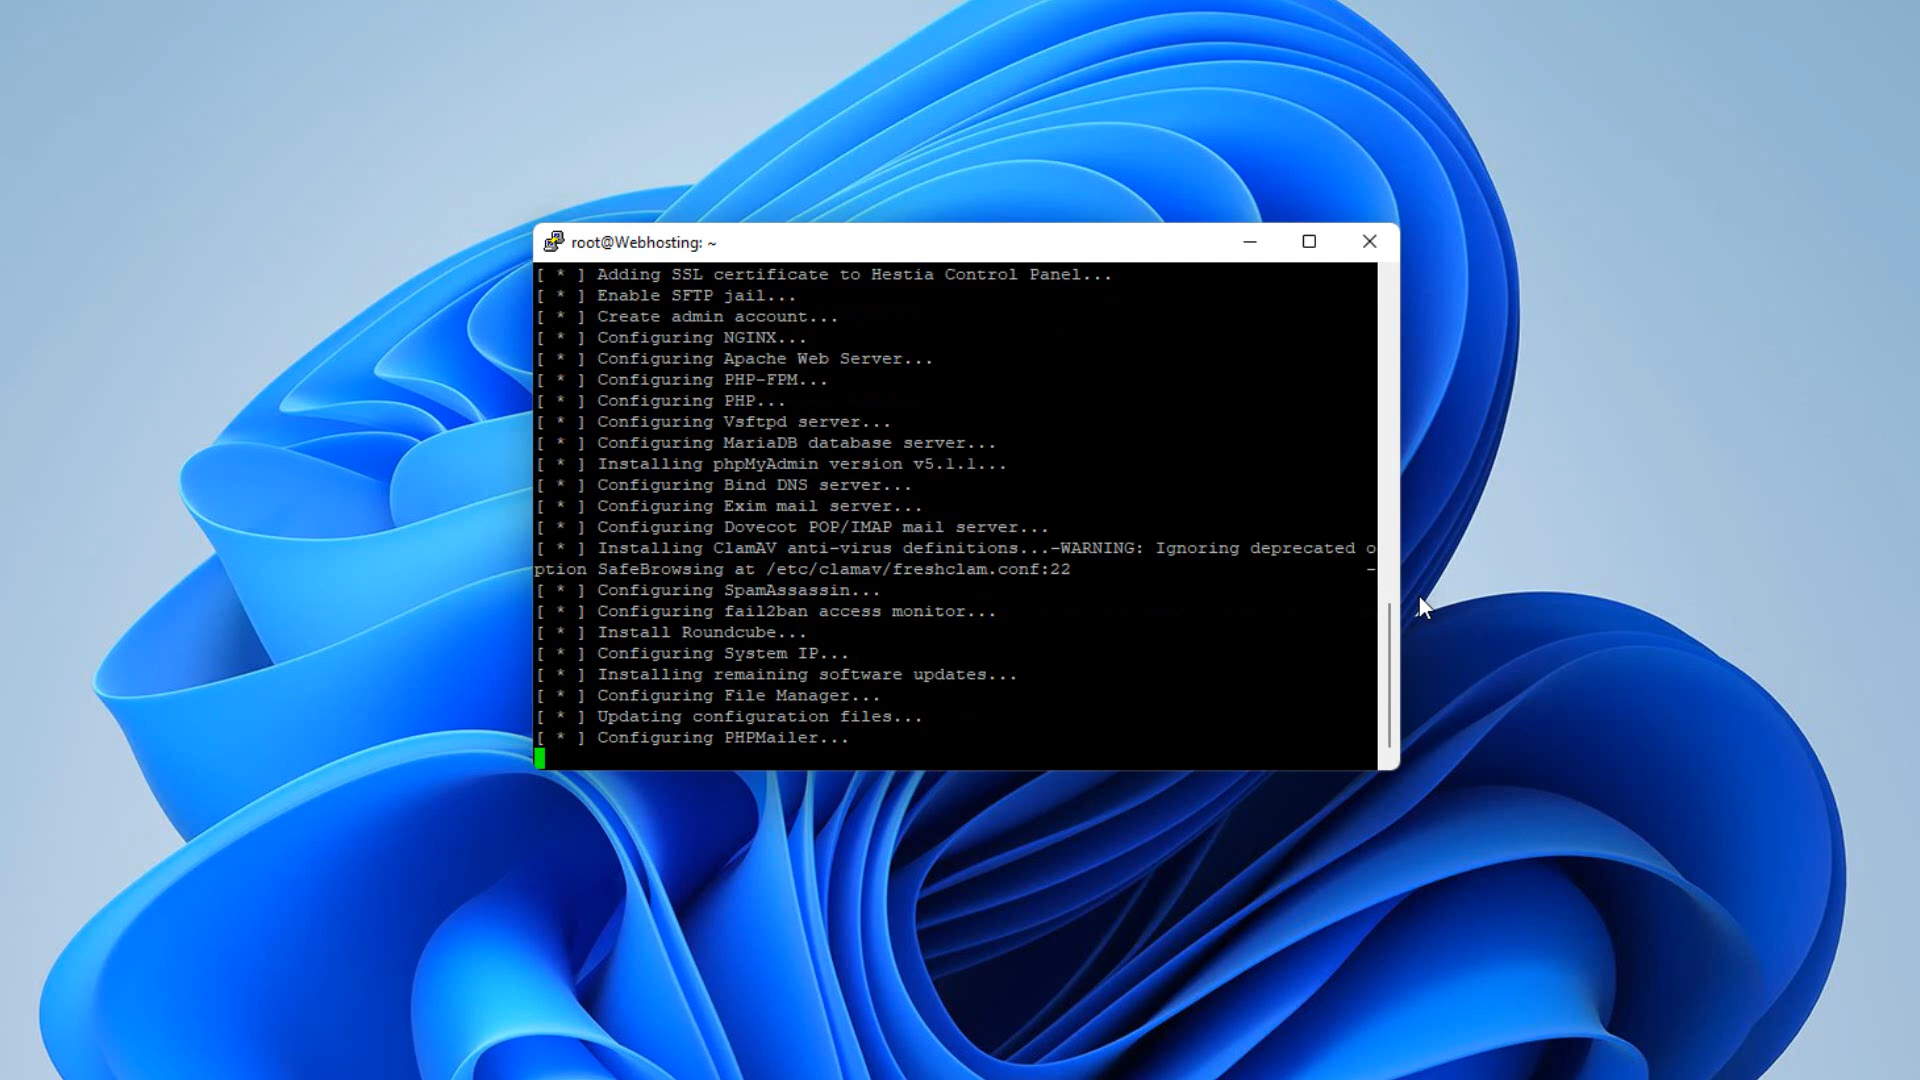 root@Webhosting: ~
[ * ] Adding SSL certificate to Hestia Control Panel...
[ * ] Enable SFTP jail...
[ * ] Create admin account...
[ * ] Configuring NGINX...
[ * ] Configuring Apache Web Server...
[ * ] Configuring PHP-FPM...
[ * ] Configuring PHP...
[ * ] Configuring Vsftpd server...
[ * ] Configuring MariaDB database server...
[ * ] Installing phpMyAdmin version v5.1.1...
[ * ] Configuring Bind DNS server...
[ * ] Configuring Exim mail server...
[ * ] Configuring Dovecot POP/IMAP mail server...
[ * ] Installing ClamAV anti-virus definitions...-WARNING: Ignoring deprecated o
ption SafeBrowsing at /etc/clamav/freshclam.conf:22 -
[ * ] Configuring SpamAssassin...
[ * ] Configuring fail2ban access monitor...
[ * ] Install Roundcube...
[ * ] Configuring System IP...
[ * ] Installing remaining software updates...
[ * ] Configuring File Manager...
[ * ] Updating configuration files...
[ * ] Configuring PHPMailer...